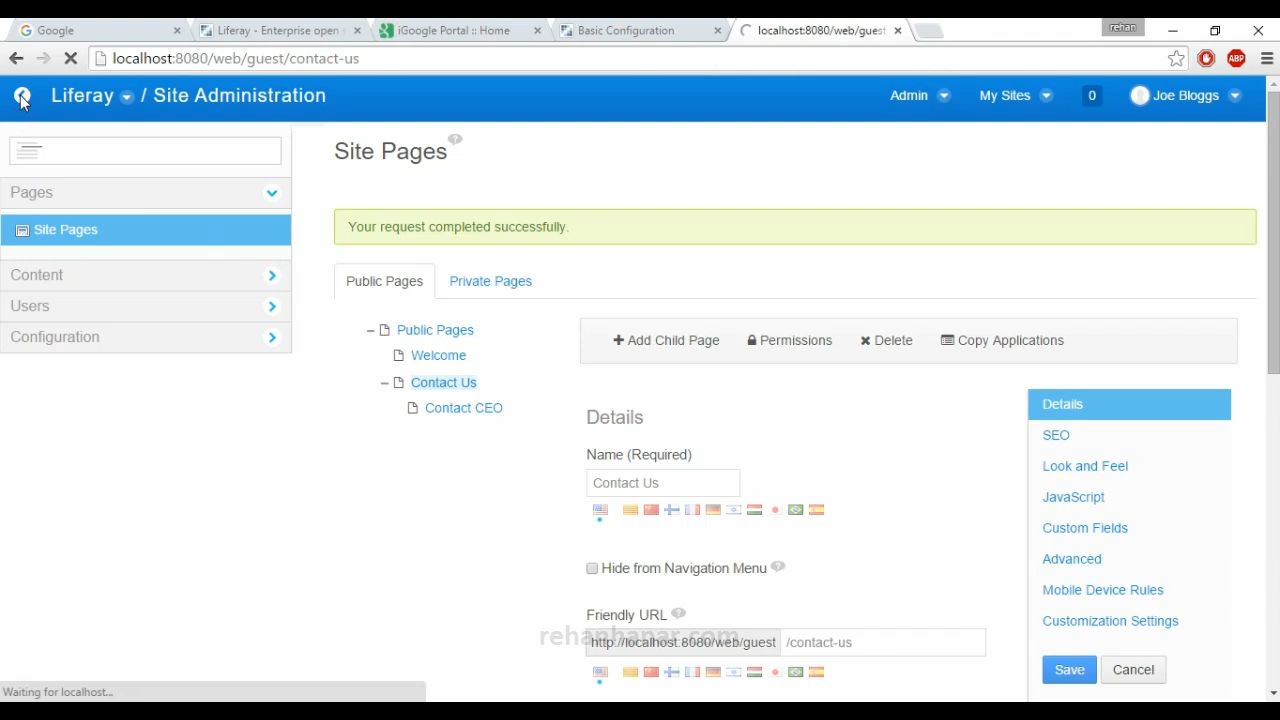 Google
Liferay - Enterprise open
iGoogle Portal :: Home
Basic Configuration
localhost:8080/web/guest
rehan
localhost:8080/web/guest/contact-us
ABP
Liferay / Site Administration
Admin
My Sites
0
Joe Bloggs
Site Pages
Pages
Site Pages
Content
Users
Configuration
Your request completed successfully.
Public Pages
Private Pages
Public Pages
Welcome
Contact Us
Contact CEO
Add Child Page
Permissions
Delete
Copy Applications
Details
Name (Required)
Contact Us
Hide from Navigation Menu
Friendly URL
http://localhost:8080/web/guest
/contact-us
rehanhanar.com
Details
SEO
Look and Feel
JavaScript
Custom Fields
Advanced
Mobile Device Rules
Customization Settings
Save
Cancel
Waiting for localhost...